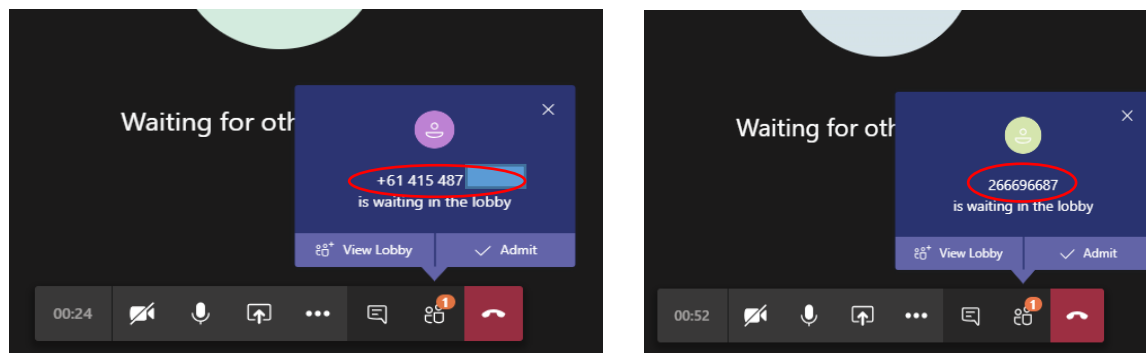 Waiting for oth
+61 415 487
is waiting in the lobby
View Lobby
Admit
00:24
1
Waiting for oth
266696687
is waiting in the lobby
View Lobby
Admit
00:52
1